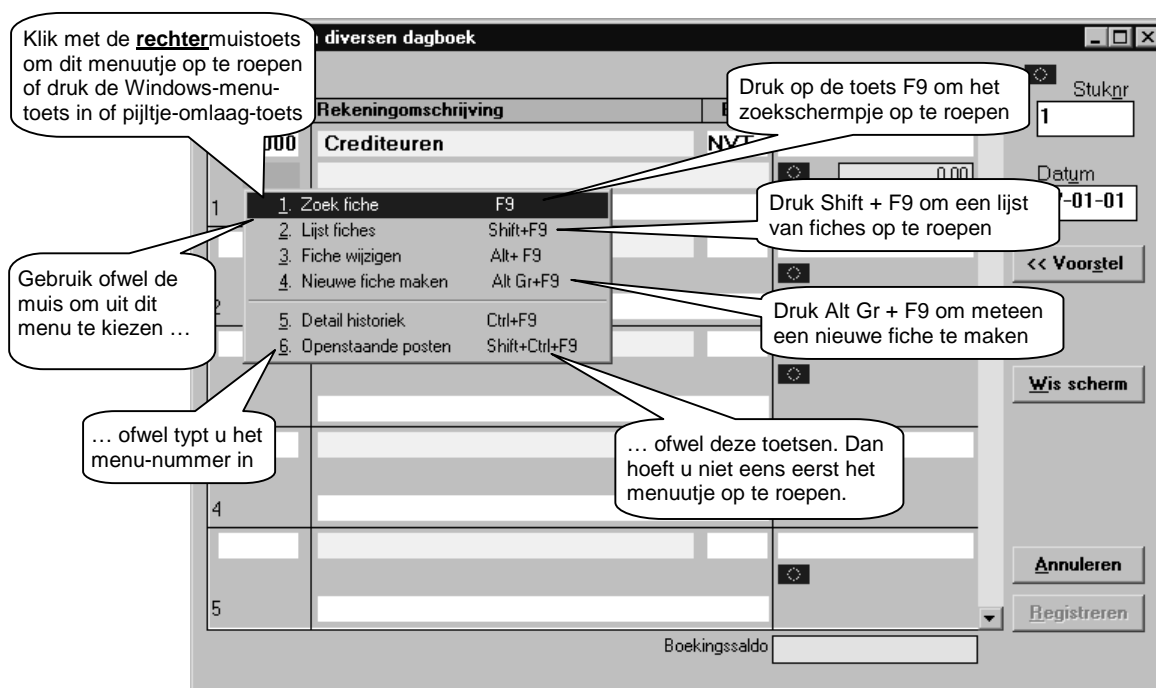 Klik met de rechtermuistoets
om dit menuutje op te roepen
of druk de Windows-menu-
toets in of pijltje-omlaag-toets
diversen dagboek
Druk op de toets F9 om het
zoekschermpje op te roepen
Stuknr
1
Rekeningomschrijving
000
Crediteuren
NVT
0.00
Datum
-01-01
1
1. Zoek fiche F9
2. Lijst fiches Shift+F9
3. Fiche wijzigen Alt+ F9
4. Nieuwe fiche maken Alt Gr+F9
5. Detail historiek Ctrl+F9
6. Openstaande posten Shift+Ctrl+F9
Druk Shift + F9 om een lijst
van fiches op te roepen
<< Voorstel
Gebruik ofwel de
muis om uit dit
menu te kiezen …
Druk Alt Gr + F9 om meteen
een nieuwe fiche te maken
2
Wis scherm
… ofwel typt u het
menu-nummer in
… ofwel deze toetsen. Dan
hoeft u niet eens eerst het
menuutje op te roepen.
4
Annuleren
5
Registreren
Boekingssaldo